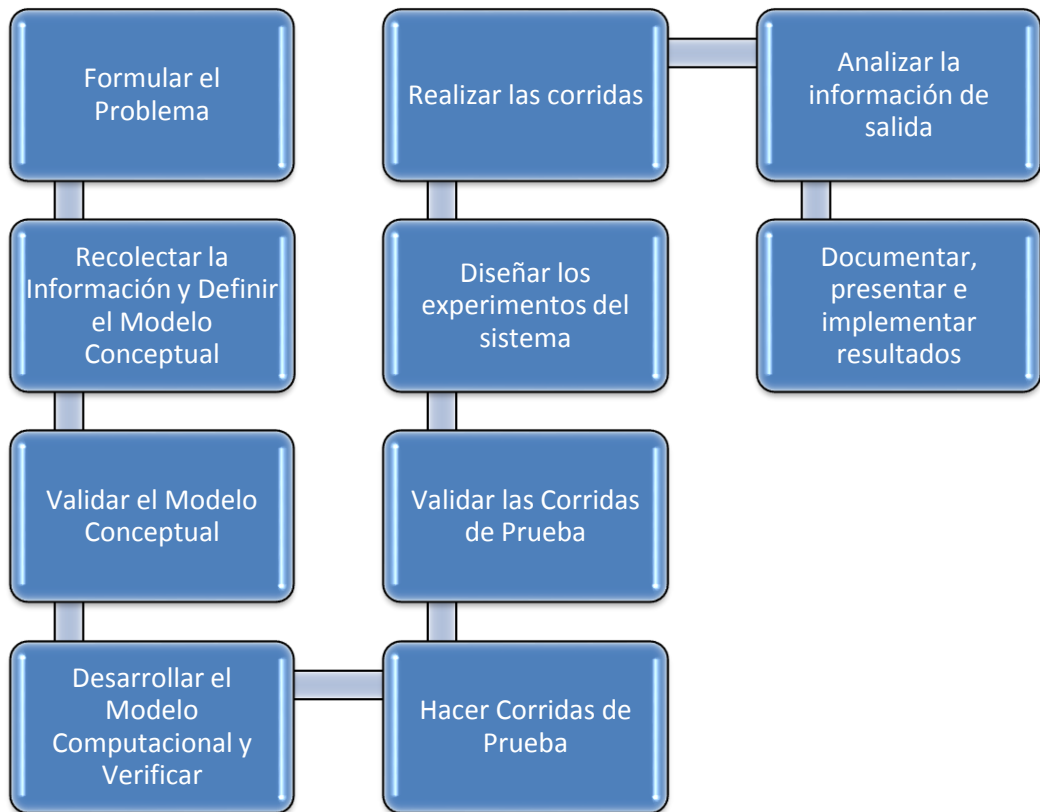 Formular el
Problema
Recolectar la
Información y Definir
el Modelo
Conceptual
Validar el Modelo
Conceptual
Desarrollar el
Modelo
Computacional y
Verificar
Hacer Corridas de
Prueba
Validar las Corridas
de Prueba
Diseñar los
experimentos del
sistema
Realizar las corridas
Analizar la
información de
salida
Documentar,
presentar e
implementar
resultados